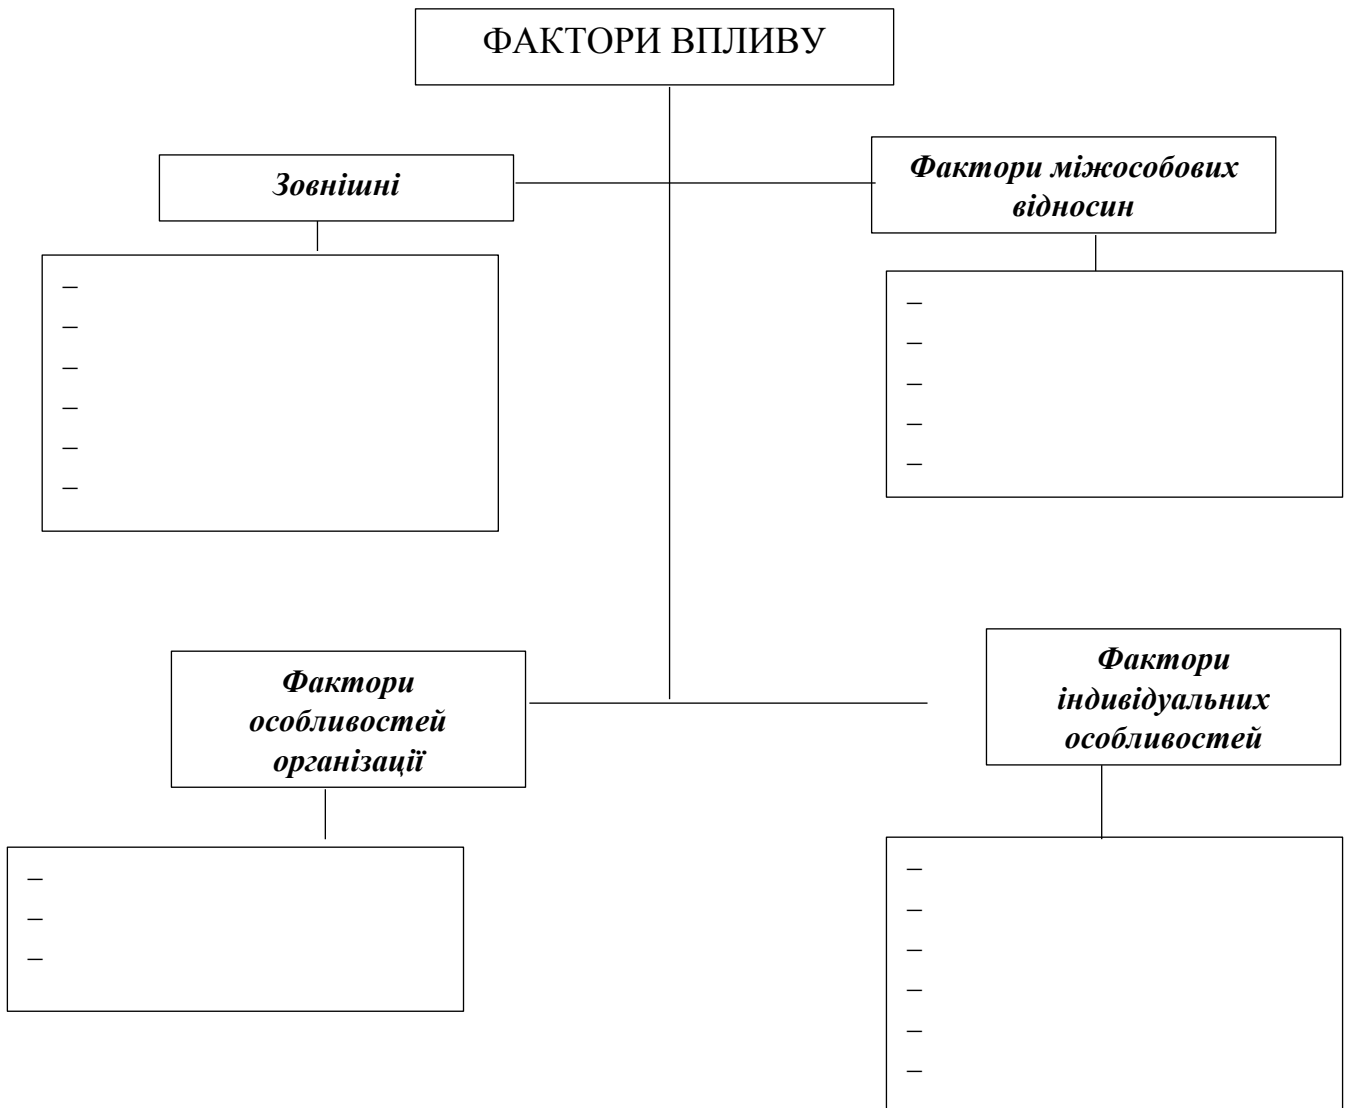 ФАКТОРИ ВПЛИВУ
Зовнішні
Фактори міжособових
відносин
–
–
–
–
–
–
–
–
–
–
–
Фактори
особливостей
організації
Фактори
індивідуальних
особливостей
–
–
–
–
–
–
–
–
–